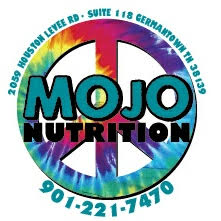 2059 HOUSTON LEVEE RD • SUITE 118 GERMANTOWN TN 38139
MOJO
NUTRITION
901-221-7470